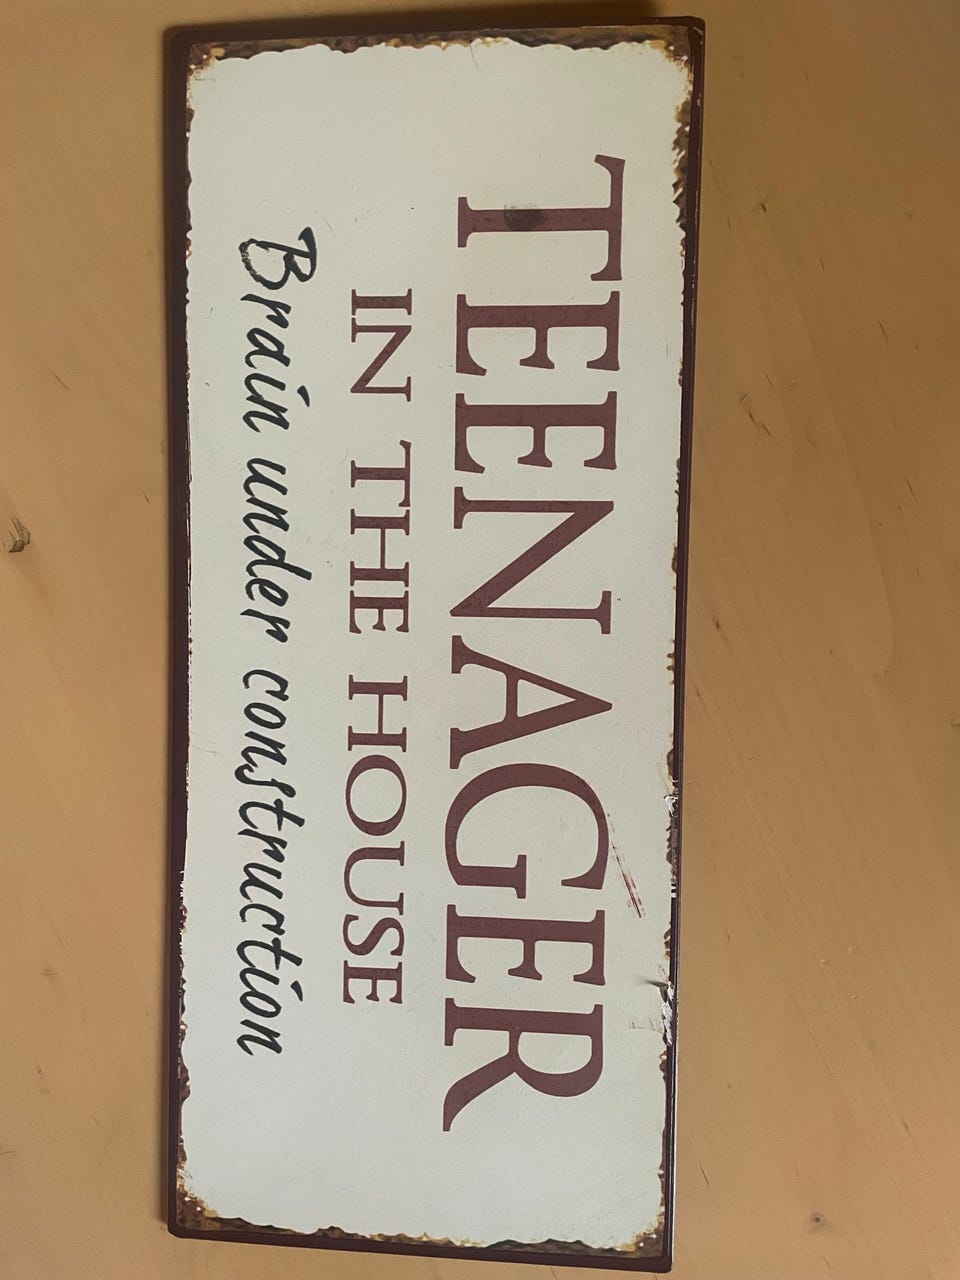 TEENAGER
IN THE HOUSE
Brain under construction